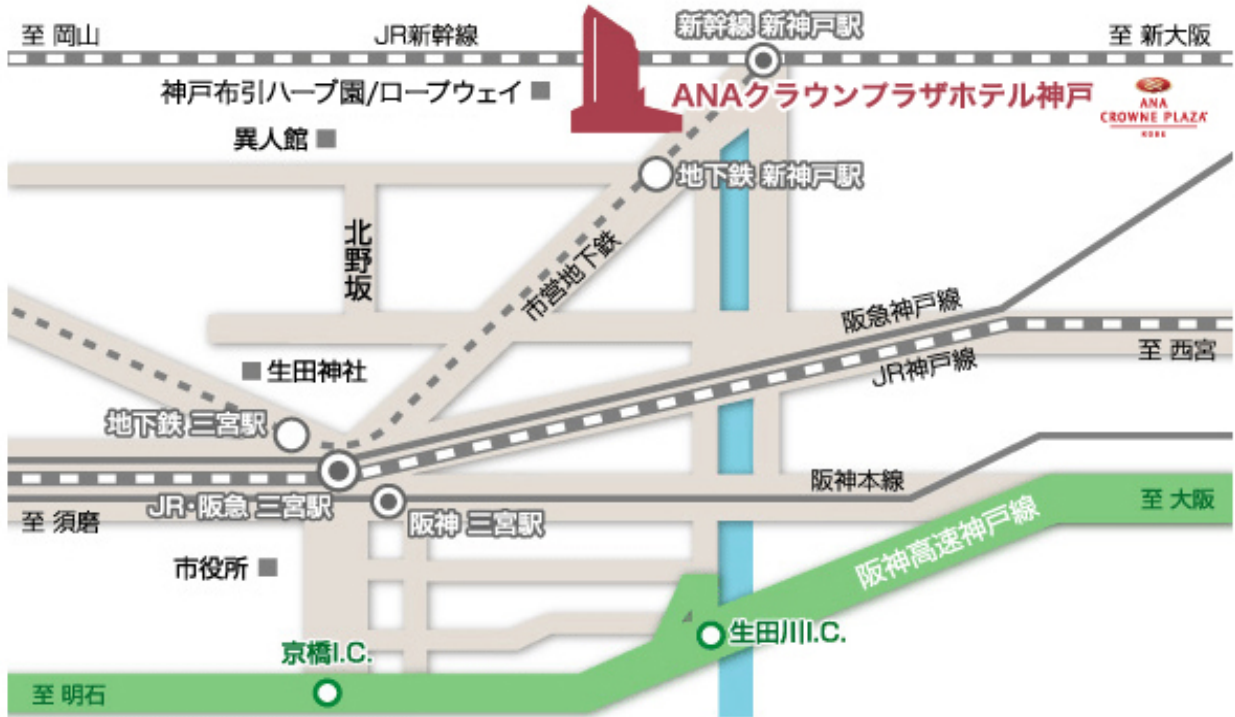 至 岡山
JR新幹線
新幹線 新神戸駅
至 新大阪
神戸布引ハーブ園/ロープウェイ
ANAクラウンプラザホテル神戸
ANA
CROWNE PLAZA
KOBE
異人館
地下鉄 新神戸駅
北野坂
市営地下鉄
阪急神戸線
至 西宮
JR神戸線
生田神社
地下鉄 三宮駅
阪神本線
至 大阪
JR・阪急 三宮駅
至 須磨
阪神 三宮駅
阪神高速神戸線
市役所
生田川I.C.
京橋I.C.
至 明石